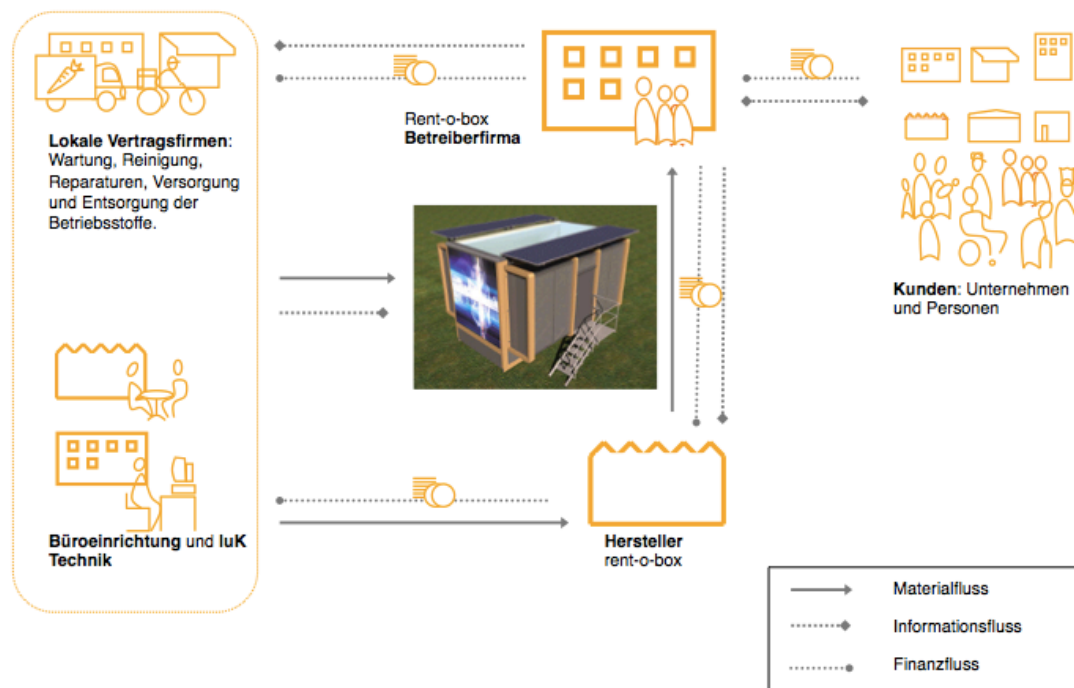 Rent-o-box
Betreiberfirma
Lokale Vertragsfirmen:
Wartung, Reinigung,
Reparaturen, Versorgung
und Entsorgung der
Betriebsstoffe.
Kunden: Unternehmen
und Personen
Büroeinrichtung und IuK
Technik
Hersteller
rent-o-box
Materialfluss
Informationsfluss
Finanzfluss